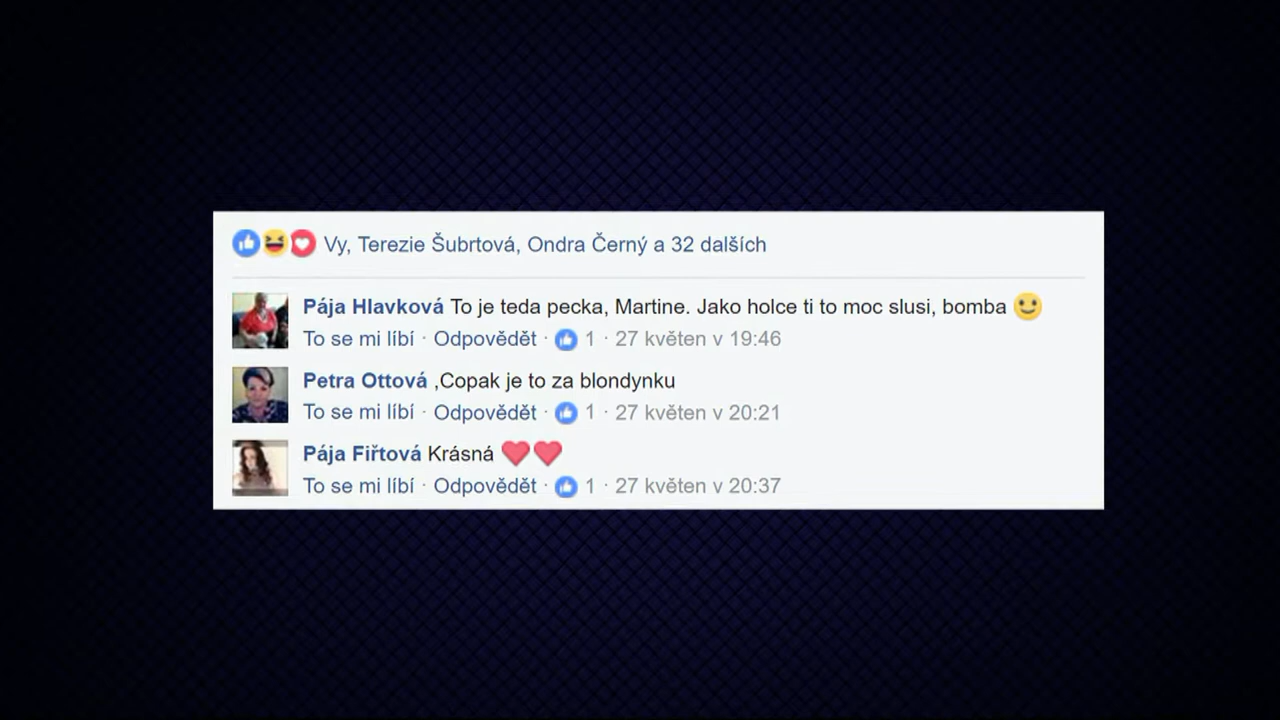 Vy, Terezie Šubrtová, Ondra Černý a 32 dalších
Pája Hlavková To je teda pecka, Martine. Jako holce ti to moc slusi, bomba 🙂
To se mi líbí · Odpovědět · 1 · 27 květen v 19:46
Petra Ottová ,Copak je to za blondynku
To se mi líbí · Odpovědět · 1 · 27 květen v 20:21
Pája Fiřtová Krásná ❤❤
To se mi líbí · Odpovědět · 1 · 27 květen v 20:37